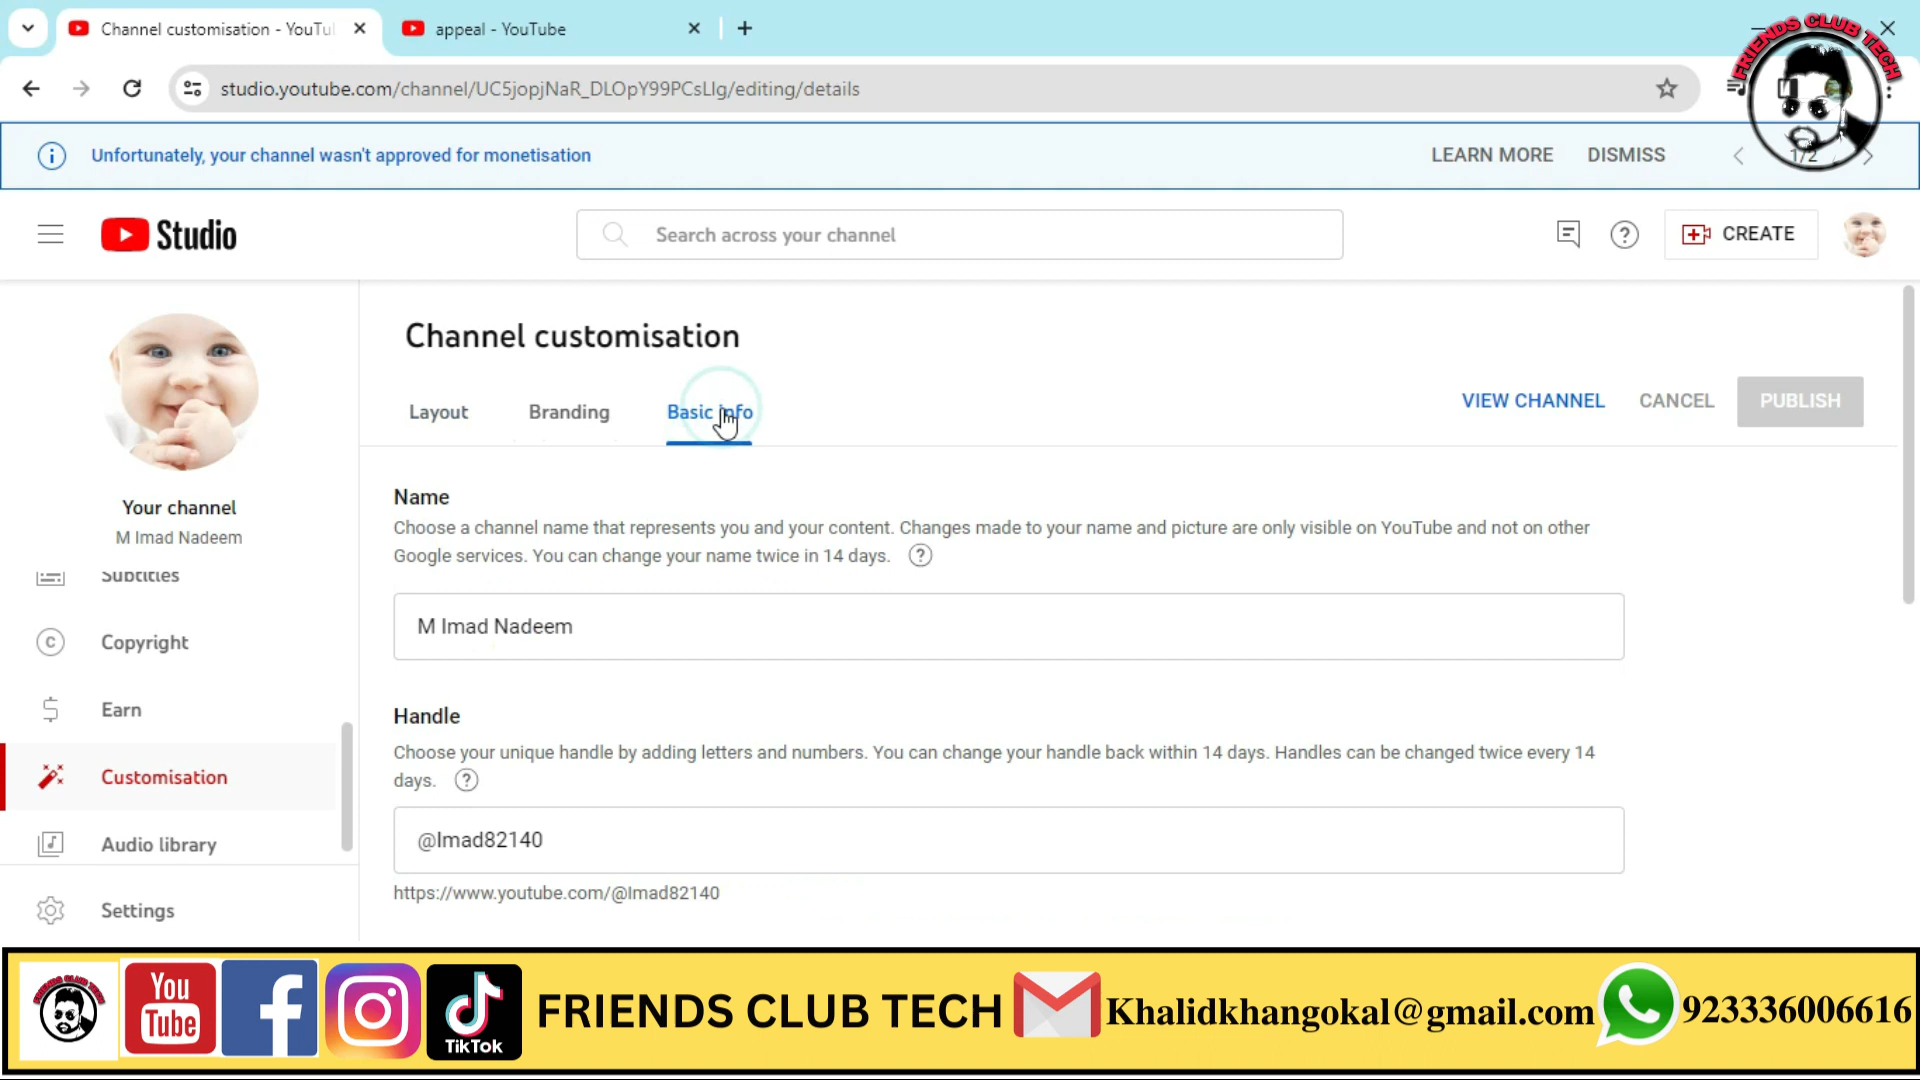 Channel customisation - YouTu
appeal - YouTube
studio.youtube.com/channel/UC5jopjNaR_DLOpY99PCsLIg/editing/details
FRIENDS CLUB TECH
Unfortunately, your channel wasn't approved for monetisation
LEARN MORE
DISMISS
1/2
Studio
Search across your channel
CREATE
Channel customisation
Layout
Branding
Basic info
VIEW CHANNEL
CANCEL
PUBLISH
Your channel
M Imad Nadeem
Subtitles
Copyright
Earn
Customisation
Audio library
Settings
Name
Choose a channel name that represents you and your content. Changes made to your name and picture are only visible on YouTube and not on other
Google services. You can change your name twice in 14 days.
M Imad Nadeem
Handle
Choose your unique handle by adding letters and numbers. You can change your handle back within 14 days. Handles can be changed twice every 14
days.
@Imad82140
https://www.youtube.com/@Imad82140
You
Tube
TikTok
FRIENDS CLUB TECH
Khalidkhangokal@gmail.com
923336006616